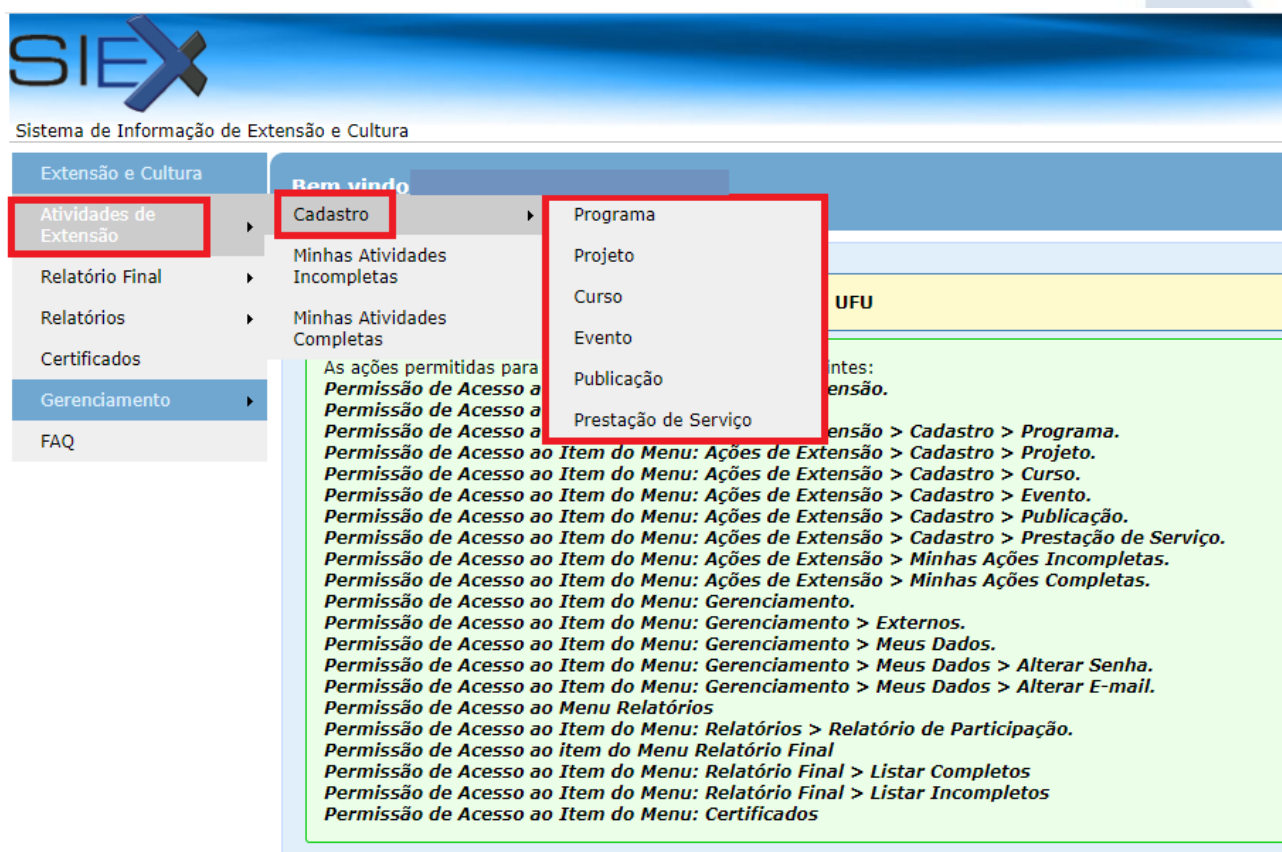 SIEX
Sistema de Informação de Extensão e Cultura
Extensão e Cultura
Atividades de
Extensão
Relatório Final
Relatórios
Certificados
Gerenciamento
FAQ
Bem vindo
Cadastro
Minhas Atividades
Incompletas
Minhas Atividades
Completas
Programa
Projeto
Curso
Evento
Publicação
Prestação de Serviço
UFU
As ações permitidas para intes:
Permissão de Acesso a ensão.
Permissão de Acesso a
Permissão de Acesso a ensão > Cadastro > Programa.
Permissão de Acesso ao Item do Menu: Ações de Extensão > Cadastro > Projeto.
Permissão de Acesso ao Item do Menu: Ações de Extensão > Cadastro > Curso.
Permissão de Acesso ao Item do Menu: Ações de Extensão > Cadastro > Evento.
Permissão de Acesso ao Item do Menu: Ações de Extensão > Cadastro > Publicação.
Permissão de Acesso ao Item do Menu: Ações de Extensão > Cadastro > Prestação de Serviço.
Permissão de Acesso ao Item do Menu: Ações de Extensão > Minhas Ações Incompletas.
Permissão de Acesso ao Item do Menu: Ações de Extensão > Minhas Ações Completas.
Permissão de Acesso ao Item do Menu: Gerenciamento.
Permissão de Acesso ao Item do Menu: Gerenciamento > Externos.
Permissão de Acesso ao Item do Menu: Gerenciamento > Meus Dados.
Permissão de Acesso ao Item do Menu: Gerenciamento > Meus Dados > Alterar Senha.
Permissão de Acesso ao Item do Menu: Gerenciamento > Meus Dados > Alterar E-mail.
Permissão de Acesso ao Menu Relatórios
Permissão de Acesso ao Item do Menu: Relatórios > Relatório de Participação.
Permissão de Acesso ao item do Menu Relatório Final
Permissão de Acesso ao Item do Menu: Relatório Final > Listar Completos
Permissão de Acesso ao Item do Menu: Relatório Final > Listar Incompletos
Permissão de Acesso ao Item do Menu: Certificados